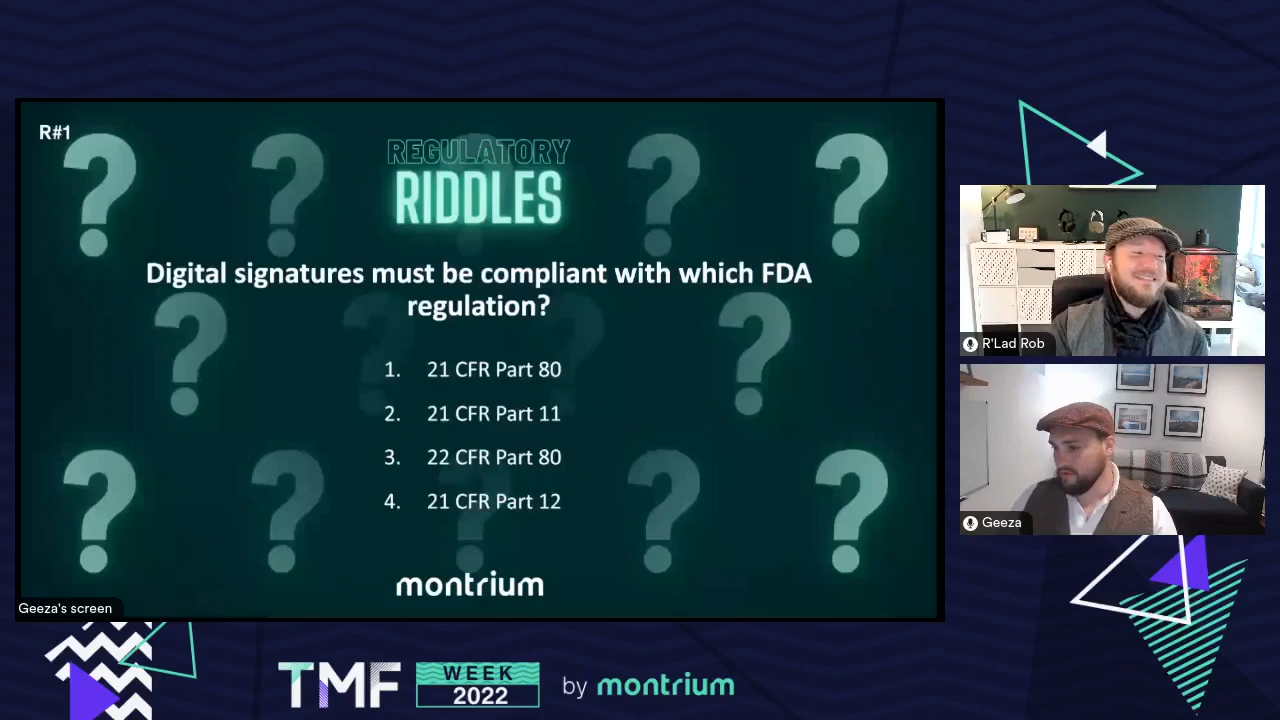 R#1
REGULATORY
RIDDLES
Digital signatures must be compliant with which FDA
regulation?
1. 21 CFR Part 80
2. 21 CFR Part 11
3. 22 CFR Part 80
4. 21 CFR Part 12
montrium
Geeza's screen
R'Lad Rob
Geeza
TMF
WEEK
2022
by montrium